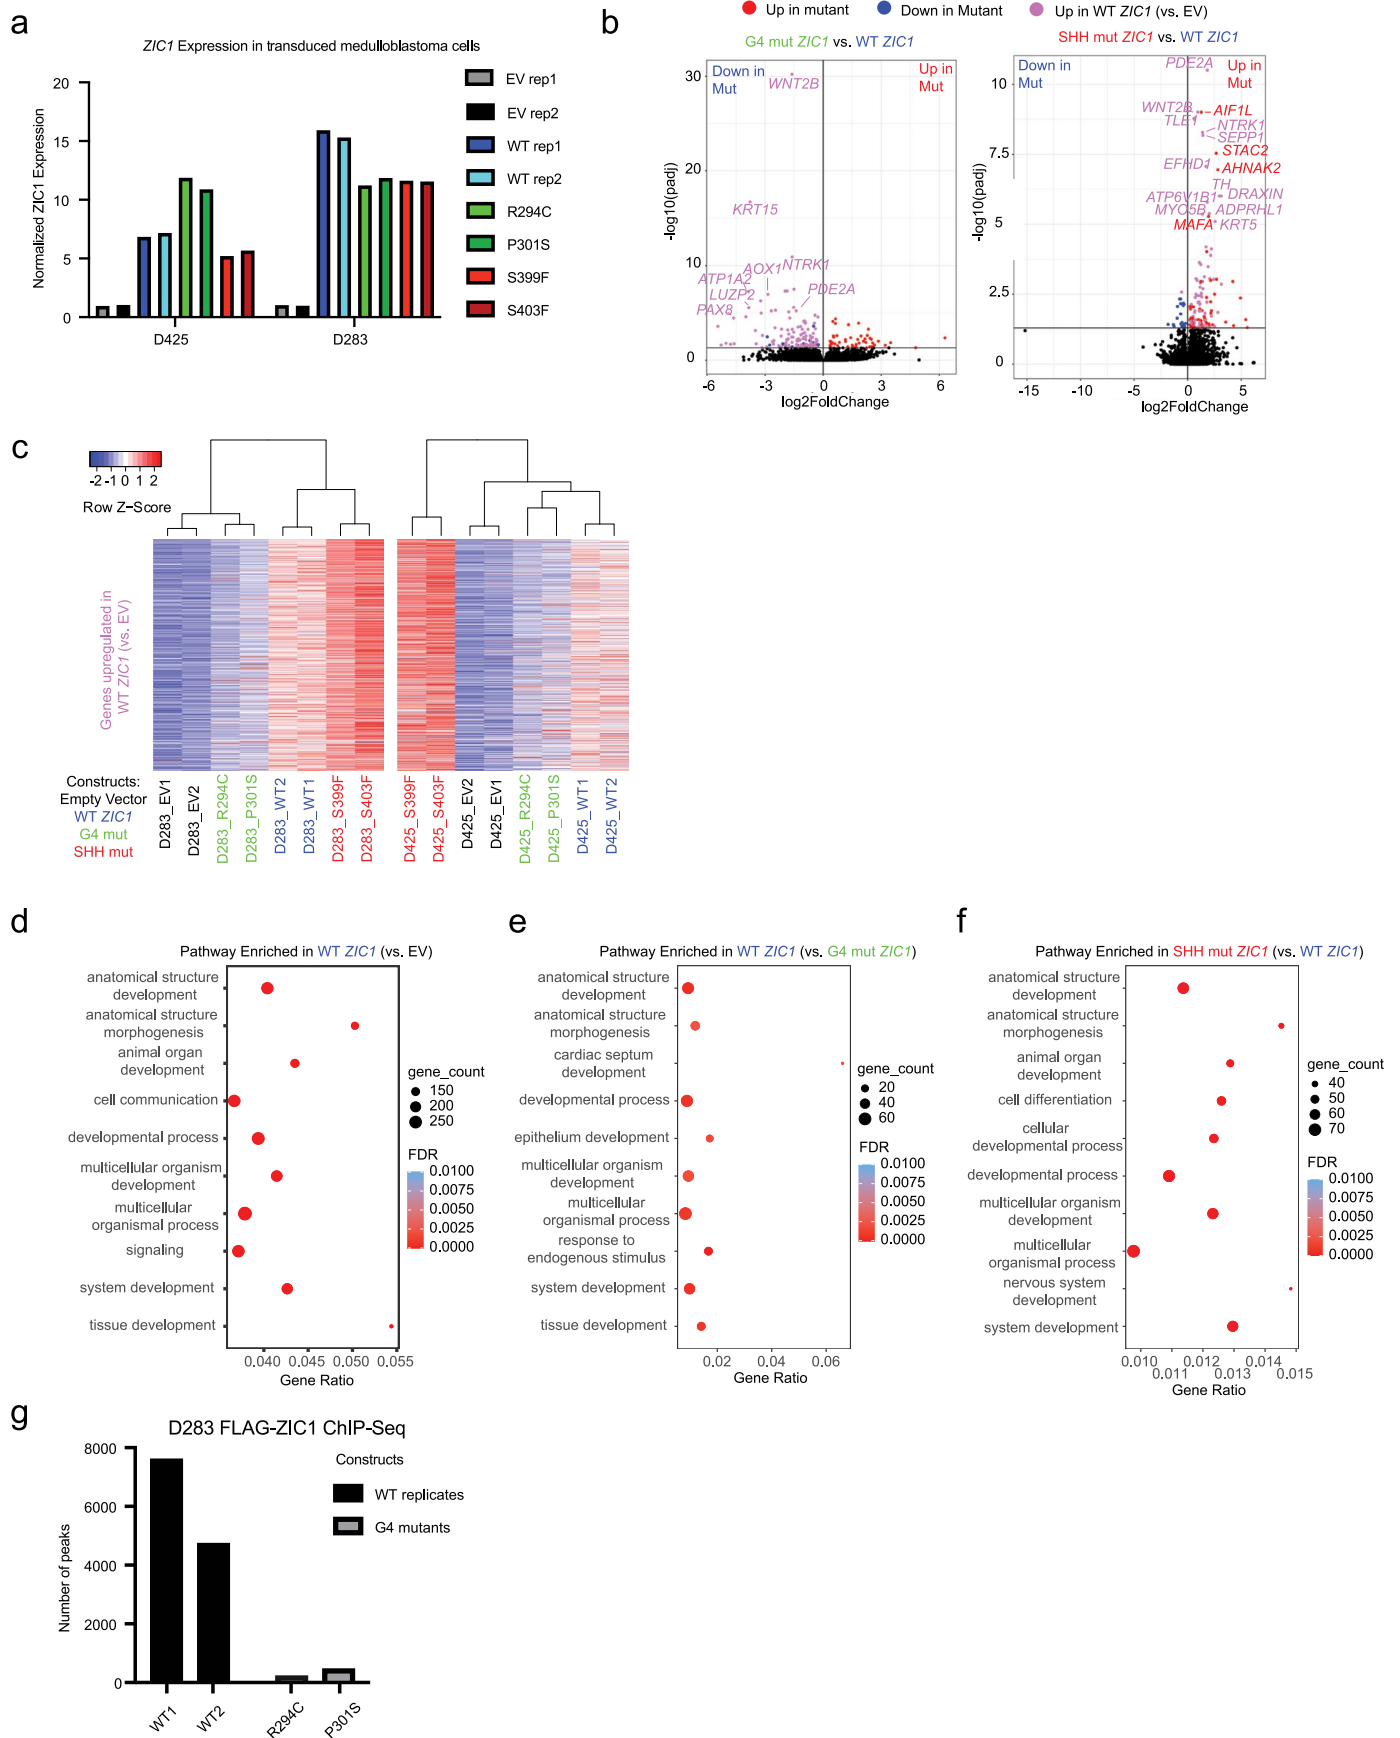 a
ZIC1 Expression in transduced medulloblastoma cells
Normalized ZIC1 Expression
20
15
10
5
0
D425
D283
EV rep1
EV rep2
WT rep1
WT rep2
R294C
P301S
S399F
S403F
b
Up in mutant
Down in Mutant
Up in WT ZIC1 (vs. EV)
G4 mut ZIC1 vs. WT ZIC1
Down in
Mut
Up in
Mut
WNT2B
KRT15
AOX1
NTRK1
ATP1A2
LUZP2
PDE2A
PAX8
-log10(padj)
30
20
10
0
-6
-3
0
3
6
log2FoldChange
SHH mut ZIC1 vs. WT ZIC1
Down in
Mut
Up in
Mut
PDE2A
WNT2B
AIF1L
TLE1
NTRK1
SEPP1
STAC2
EFHD1
AHNAK2
TH
ATP6V1B1
DRAXIN
MYO5B
ADPRHL1
MAFA
KRT5
-log10(padj)
10
7.5
5
2.5
0
-15
-10
-5
0
5
log2FoldChange
c
-2 -1 0 1 2
Row Z−Score
Genes upregulated in
WT ZIC1 (vs. EV)
Constructs:
Empty Vector
WT ZIC1
G4 mut
SHH mut
D283_EV1
D283_EV2
D283_R294C
D283_P301S
D283_WT2
D283_WT1
D283_S399F
D283_S403F
D425_S399F
D425_S403F
D425_EV2
D425_EV1
D425_R294C
D425_P301S
D425_WT1
D425_WT2
d
Pathway Enriched in WT ZIC1 (vs. EV)
anatomical structure
development
anatomical structure
morphogenesis
animal organ
development
cell communication
developmental process
multicellular organism
development
multicellular
organismal process
signaling
system development
tissue development
0.040 0.045 0.050 0.055
Gene Ratio
gene_count
150
200
250
FDR
0.0100
0.0075
0.0050
0.0025
0.0000
e
Pathway Enriched in WT ZIC1 (vs. G4 mut ZIC1)
anatomical structure
development
anatomical structure
morphogenesis
cardiac septum
development
developmental process
epithelium development
multicellular organism
development
multicellular
organismal process
response to
endogenous stimulus
system development
tissue development
0.02 0.04 0.06
Gene Ratio
gene_count
20
40
60
FDR
0.0100
0.0075
0.0050
0.0025
0.0000
f
Pathway Enriched in SHH mut ZIC1 (vs. WT ZIC1)
anatomical structure
development
anatomical structure
morphogenesis
animal organ
development
cell differentiation
cellular
developmental process
developmental process
multicellular organism
development
multicellular
organismal process
nervous system
development
system development
0.010 0.012 0.014
0.011 0.013 0.015
Gene Ratio
gene_count
40
50
60
70
FDR
0.0100
0.0075
0.0050
0.0025
0.0000
g
D283 FLAG-ZIC1 ChIP-Seq
Number of peaks
8000
6000
4000
2000
0
WT1
WT2
R294C
P301S
Constructs
WT replicates
G4 mutants